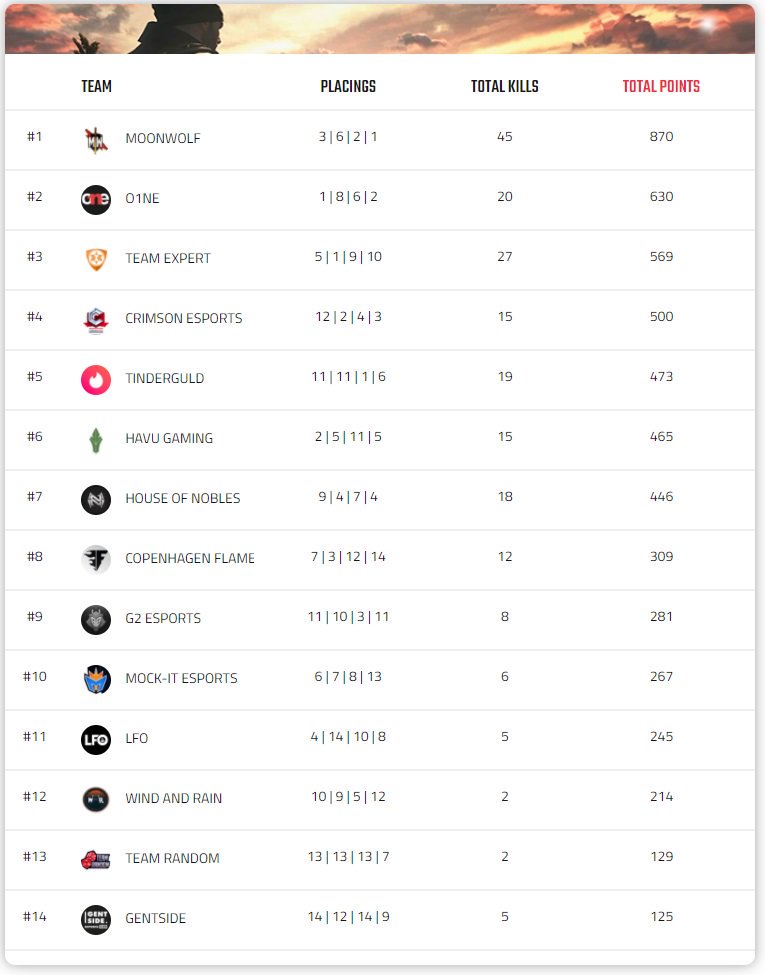 TEAM PLACINGS TOTAL KILLS TOTAL POINTS
#1 MOONWOLF 3 | 6 | 2 | 1 45 870
#2 one O1NE 1 | 8 | 6 | 2 20 630
#3 TEAM EXPERT 5 | 1 | 9 | 10 27 569
#4 CRIMSON ESPORTS 12 | 2 | 4 | 3 15 500
#5 TINDERGULD 11 | 11 | 1 | 6 19 473
#6 HAVU GAMING 2 | 5 | 11 | 5 15 465
#7 HOUSE OF NOBLES 9 | 4 | 7 | 4 18 446
#8 COPENHAGEN FLAME 7 | 3 | 12 | 14 12 309
#9 G2 ESPORTS 11 | 10 | 3 | 11 8 281
#10 MOCK-IT ESPORTS 6 | 7 | 8 | 13 6 267
#11 LFO LFO 4 | 14 | 10 | 8 5 245
#12 WIND AND RAIN 10 | 9 | 5 | 12 2 214
#13 TEAM RANDOM 13 | 13 | 13 | 7 2 129
#14 GENT SIDE. GENTSIDE 14 | 12 | 14 | 9 5 125